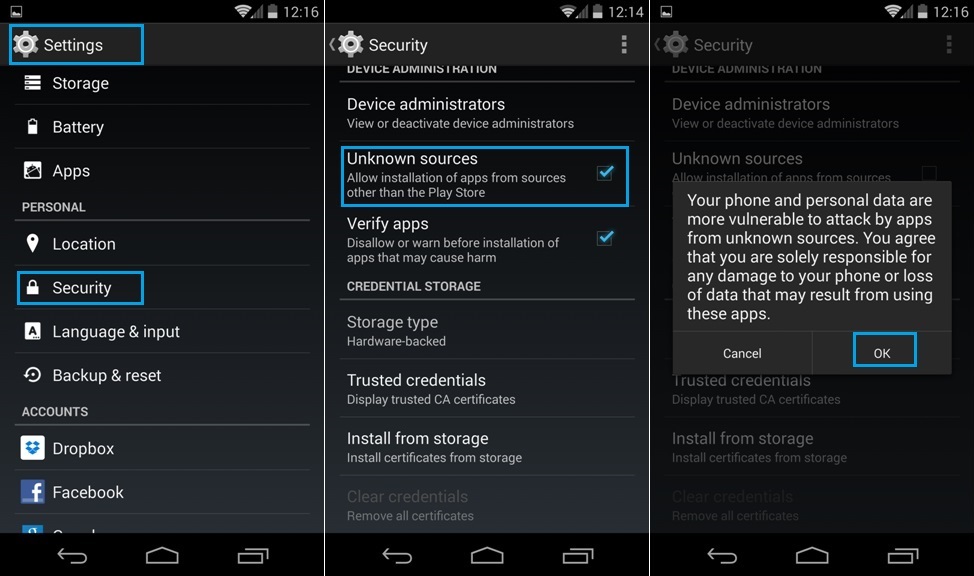 12:16
Settings
Storage
Battery
Apps
PERSONAL
Location
Security
Language & input
Backup & reset
ACCOUNTS
Dropbox
Facebook
12:14
Security
DEVICE ADMINISTRATION
Device administrators
View or deactivate device administrators
Unknown sources
Allow installation of apps from sources
other than the Play Store
Verify apps
Disallow or warn before installation of
apps that may cause harm
CREDENTIAL STORAGE
Storage type
Hardware-backed
Trusted credentials
Display trusted CA certificates
Install from storage
Install certificates from storage
Clear credentials
Remove all certificates
12:16
Security
DEVICE ADMINISTRATION
Device administrators
View or deactivate device administrators
Unknown sources
Allow installation of apps from sources
Your phone and personal data are
more vulnerable to attack by apps
from unknown sources. You agree
that you are solely responsible for
any damage to your phone or loss
of data that may result from using
these apps.
Cancel
OK
Trusted credentials
Display trusted CA certificates
Install from storage
Install certificates from storage
Clear credentials
Remove all certificates